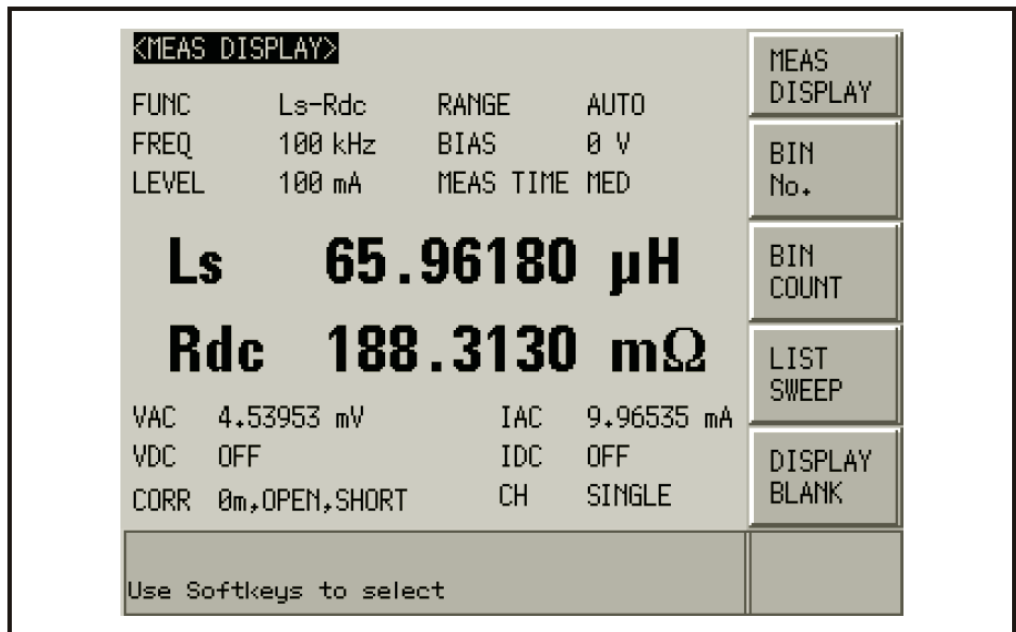 <MEAS DISPLAY>
FUNC Ls-Rdc RANGE AUTO
FREQ 100 kHz BIAS 0 V
LEVEL 100 mA MEAS TIME MED
Ls 65.96180 µH
Rdc 188.3130 mΩ
VAC 4.53953 mV IAC 9.96535 mA
VDC OFF IDC OFF
CORR 0m,OPEN,SHORT CH SINGLE
Use Softkeys to select
MEAS
DISPLAY
BIN
No.
BIN
COUNT
LIST
SWEEP
DISPLAY
BLANK